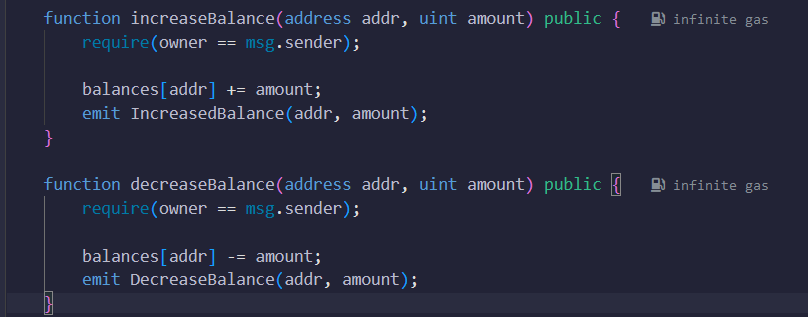 function increaseBalance(address addr, uint amount) public { infinite gas
require(owner == msg.sender);
balances[addr] += amount;
emit IncreasedBalance(addr, amount);
}
function decreaseBalance(address addr, uint amount) public { infinite gas
require(owner == msg.sender);
balances[addr] -= amount;
emit DecreaseBalance(addr, amount);
}